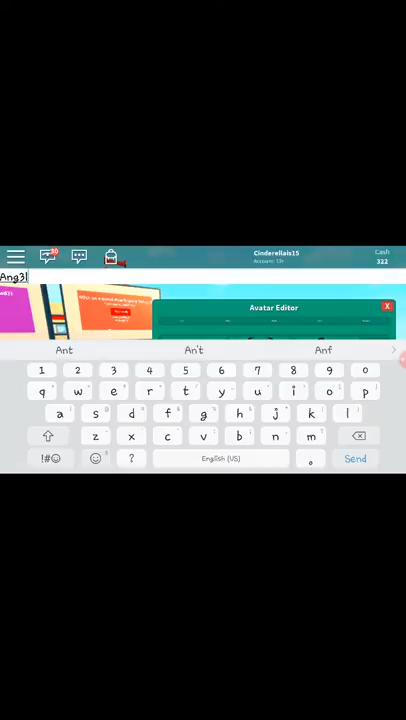 30
Cinderellais15
Account: 13+
Cash
322
Ang3l
Avatar Editor
X
Ant An't Anf
1 2 3 4 5 6 7 8 9 0
q w e r t y u i o p
a s d f g h j k l
z x c v b n m
!#☺ ? English (US) . Send